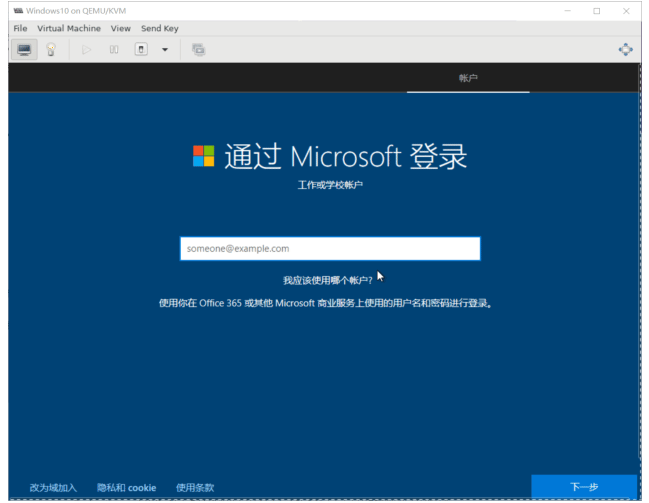 Windows10 on QEMU/KVM
File Virtual Machine View Send Key
帐户
通过 Microsoft 登录
工作或学校帐户
someone@example.com
我应该使用哪个帐户?
使用你在 Office 365 或其他 Microsoft 商业服务上使用的用户名和密码进行登录。
改为域加入 隐私和 cookie 使用条款 下一步